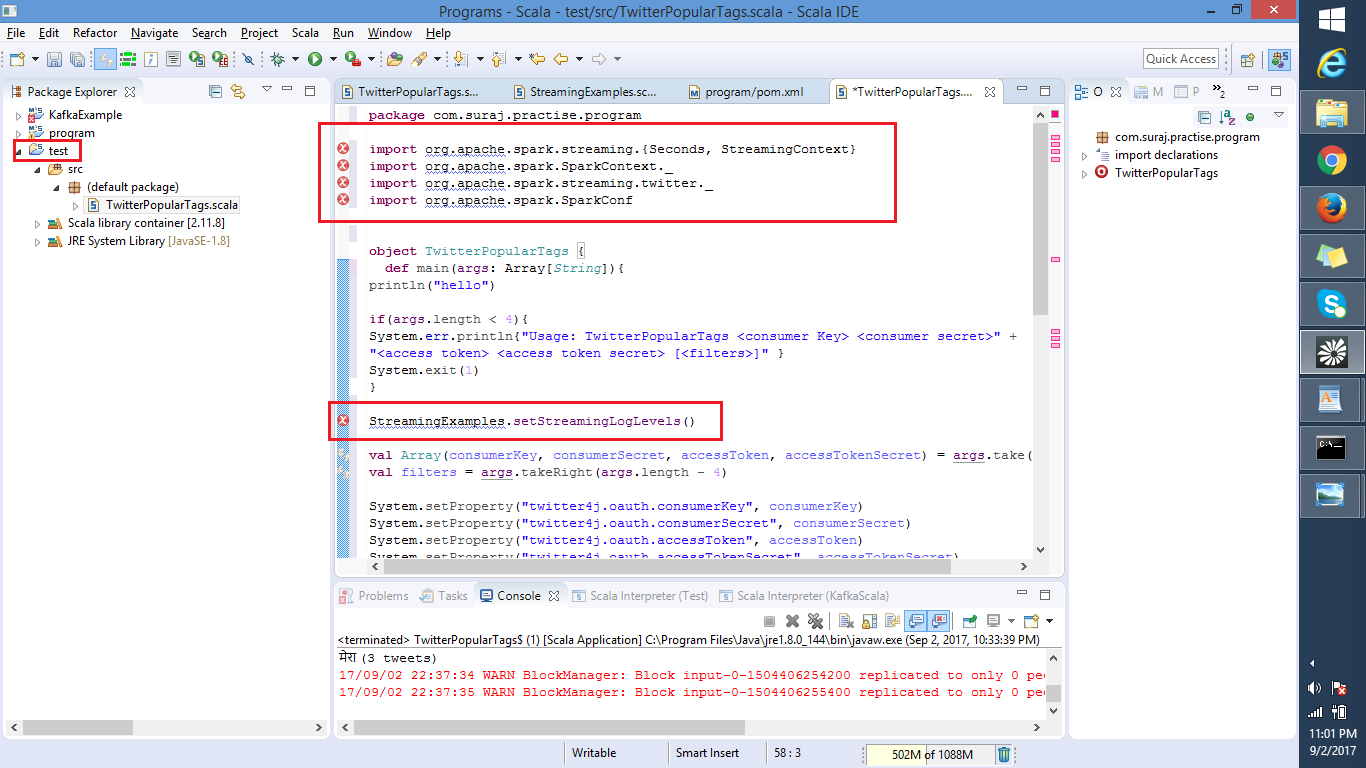 Programs - Scala - test/src/TwitterPopularTags.scala - Scala IDE
File Edit Refactor Navigate Search Project Scala Run Window Help
Quick Access
Package Explorer
KafkaExample
program
test
src
(default package)
TwitterPopularTags.scala
Scala library container [2.11.8]
JRE System Library [JavaSE-1.8]
TwitterPopularTags.s... StreamingExamples.sc... program/pom.xml *TwitterPopularTags....
package com.suraj.practise.program
import org.apache.spark.streaming.{Seconds, StreamingContext}
import org.apache.spark.SparkContext._
import org.apache.spark.streaming.twitter._
import org.apache.spark.SparkConf
object TwitterPopularTags {
def main(args: Array[String]){
println("hello")
if(args.length < 4){
System.err.println{"Usage: TwitterPopularTags <consumer Key> <consumer secret>" +
"<access token> <access token secret> [<filters>]" }
System.exit(1)
}
StreamingExamples.setStreamingLogLevels()
val Array(consumerKey, consumerSecret, accessToken, accessTokenSecret) = args.take(
val filters = args.takeRight(args.length - 4)
System.setProperty("twitter4j.oauth.consumerKey", consumerKey)
System.setProperty("twitter4j.oauth.consumerSecret", consumerSecret)
System.setProperty("twitter4j.oauth.accessToken", accessToken)
System.setProperty("twitter4j.oauth.accessTokenSecret", accessTokenSecret)
O M P »2
com.suraj.practise.program
import declarations
TwitterPopularTags
Problems Tasks Console Scala Interpreter (Test) Scala Interpreter (KafkaScala)
<terminated> TwitterPopularTags$ (1) [Scala Application] C:\Program Files\Java\jre1.8.0_144\bin\javaw.exe (Sep 2, 2017, 10:33:39 PM)
मेरा (3 tweets)
17/09/02 22:37:34 WARN BlockManager: Block input-0-1504406254200 replicated to only 0 pee
17/09/02 22:37:35 WARN BlockManager: Block input-0-1504406255400 replicated to only 0 pee
Writable Smart Insert 58 : 3 502M of 1088M
11:01 PM
9/2/2017